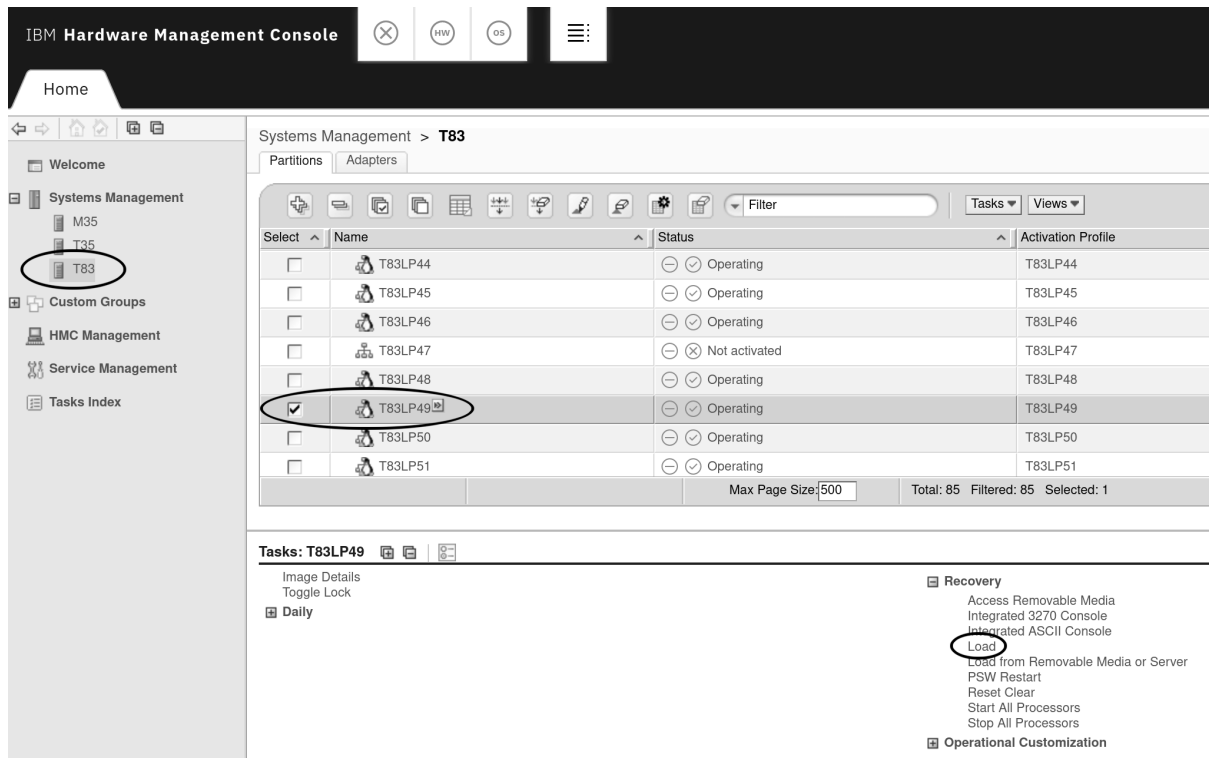 IBM Hardware Management Console
HW
OS
Home
Welcome
Systems Management
M35
T35
T83
Custom Groups
HMC Management
Service Management
Tasks Index
Systems Management > T83
Partitions Adapters
Filter Tasks Views
Select Name Status Activation Profile
T83LP44 Operating T83LP44
T83LP45 Operating T83LP45
T83LP46 Operating T83LP46
T83LP47 Not activated T83LP47
T83LP48 Operating T83LP48
T83LP49 Operating T83LP49
T83LP50 Operating T83LP50
T83LP51 Operating T83LP51
Max Page Size: 500 Total: 85 Filtered: 85 Selected: 1
Tasks: T83LP49
Image Details
Toggle Lock
Daily
Recovery
Access Removable Media
Integrated 3270 Console
Integrated ASCII Console
Load
Load from Removable Media or Server
PSW Restart
Reset Clear
Start All Processors
Stop All Processors
Operational Customization